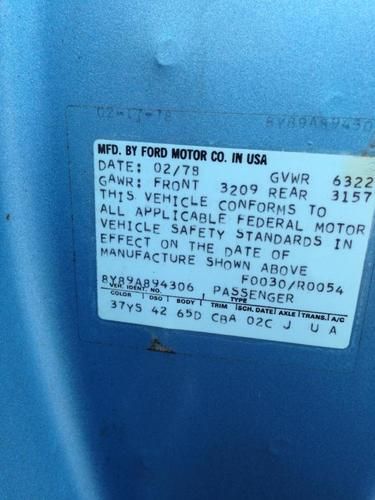 02-17-78
8Y89A89430
MFD. BY FORD MOTOR CO. IN USA
DATE: 02/78 GVWR 6322
GAWR: FRONT 3209 REAR 3157
THIS VEHICLE CONFORMS TO
ALL APPLICABLE FEDERAL MOTOR
VEHICLE SAFETY STANDARDS IN
EFFECT ON THE DATE OF
MANUFACTURE SHOWN ABOVE
F0030/R0054
8Y89A894306 PASSENGER
VEH. IDENT. NO. TYPE
COLOR DSO BODY TRIM SCH. DATE AXLE TRANS. A/C
37YS 42 65D CBA 02C J U A